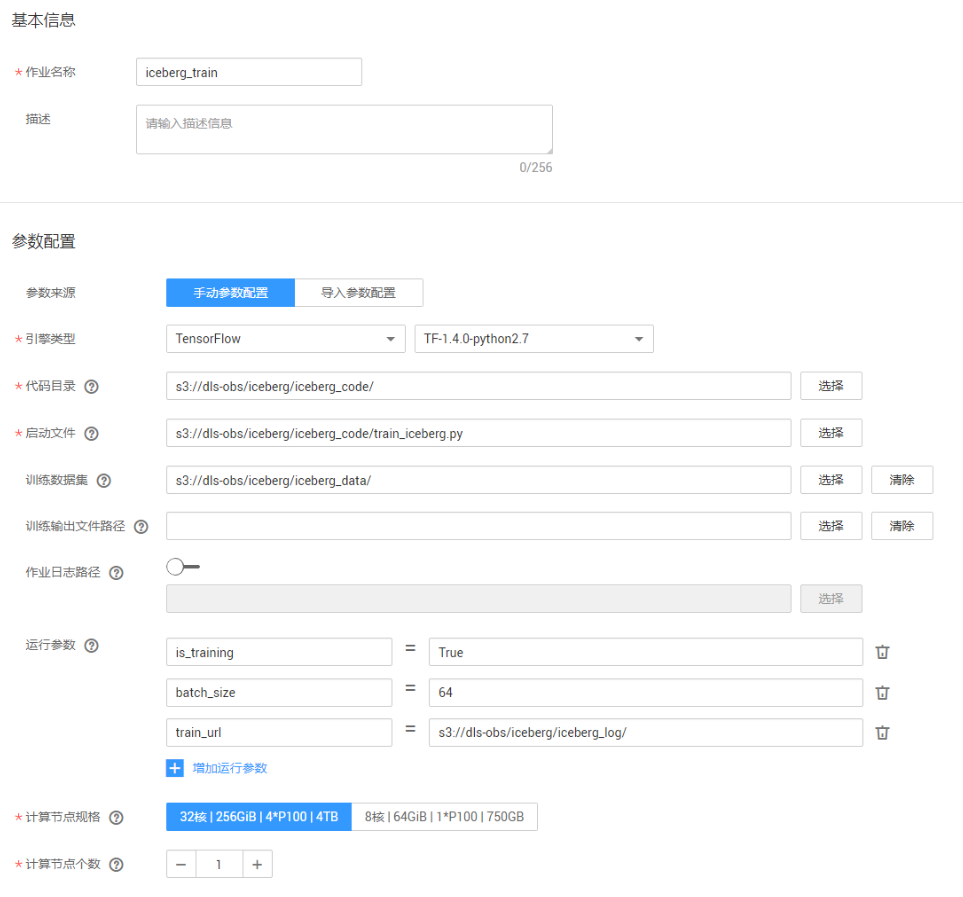 基本信息
* 作业名称 iceberg_train
描述 请输入描述信息
0/256
参数配置
参数来源 手动参数配置 导入参数配置
* 引擎类型 TensorFlow TF-1.4.0-python2.7
* 代码目录 ? s3://dls-obs/iceberg/iceberg_code/ 选择
* 启动文件 ? s3://dls-obs/iceberg/iceberg_code/train_iceberg.py 选择
训练数据集 ? s3://dls-obs/iceberg/iceberg_data/ 选择 清除
训练输出文件路径 ? 选择 清除
作业日志路径 ?
选择
运行参数 ? is_training = True
batch_size = 64
train_url = s3://dls-obs/iceberg/iceberg_log/
+ 增加运行参数
* 计算节点规格 ? 32核 | 256GiB | 4*P100 | 4TB 8核 | 64GiB | 1*P100 | 750GB
* 计算节点个数 ? − 1 +